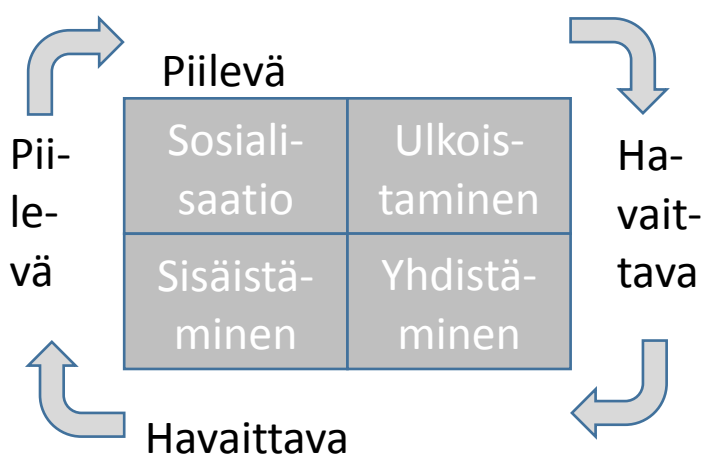 Piilevä
Pii-
le-
vä
Sosiali-
saatio
Ulkois-
taminen
Ha-
vait-
tava
Sisäistä-
minen
Yhdistä-
minen
Havaittava